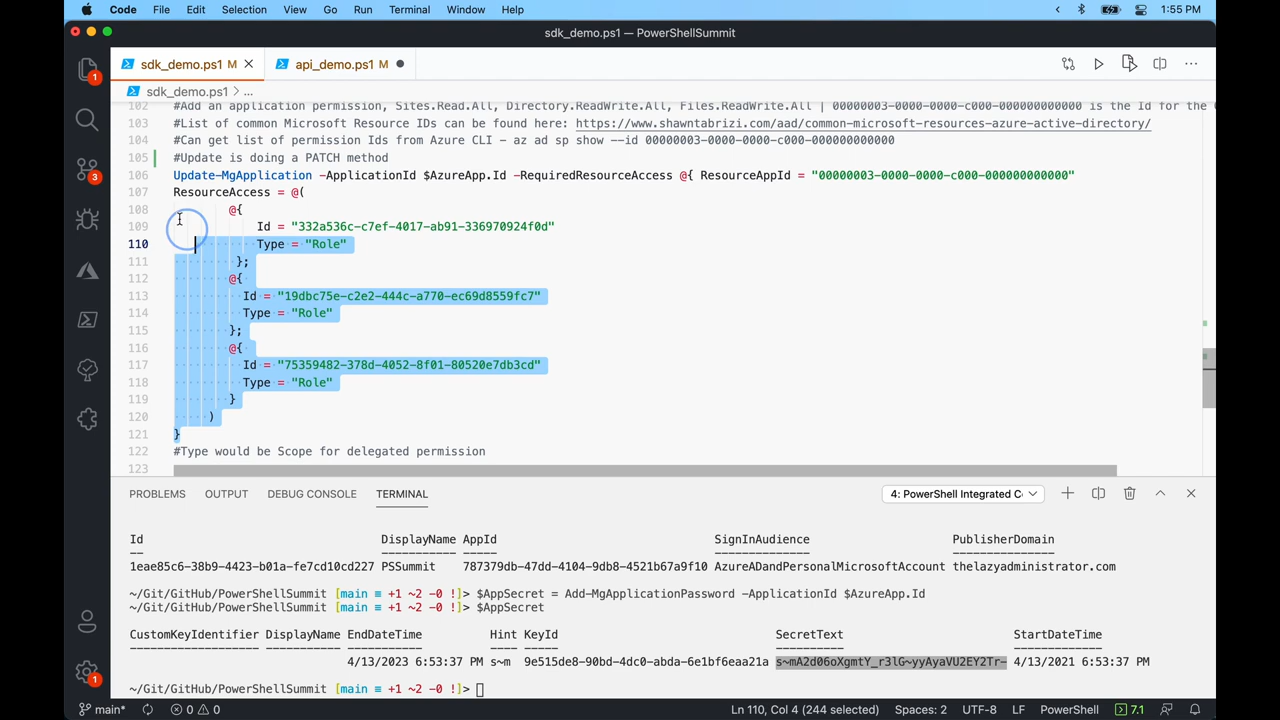 Code File Edit Selection View Go Run Terminal Window Help 1:55 PM
sdk_demo.ps1 — PowerShellSummit
sdk_demo.ps1 M api_demo.ps1 M
sdk_demo.ps1 > ...
102 #Add an application permission, Sites.Read.All, Directory.ReadWrite.All, Files.ReadWrite.All | 00000003-0000-0000-c000-000000000000 is the Id for the
103 #List of common Microsoft Resource IDs can be found here: https://www.shawntabrizi.com/aad/common-microsoft-resources-azure-active-directory/
104 #Can get list of permission Ids from Azure CLI - az ad sp show --id 00000003-0000-0000-c000-000000000000
105 #Update is doing a PATCH method
106 Update-MgApplication -ApplicationId $AzureApp.Id -RequiredResourceAccess @{ ResourceAppId = "00000003-0000-0000-c000-000000000000"
107 ResourceAccess = @(
108 @{
109 Id = "332a536c-c7ef-4017-ab91-336970924f0d"
110 Type = "Role"
111 };
112 @{
113 Id = "19dbc75e-c2e2-444c-a770-ec69d8559fc7"
114 Type = "Role"
115 };
116 @{
117 Id = "75359482-378d-4052-8f01-80520e7db3cd"
118 Type = "Role"
119 }
120 )
121 }
122 #Type would be Scope for delegated permission
123
PROBLEMS OUTPUT DEBUG CONSOLE TERMINAL 4: PowerShell Integrated C
Id DisplayName AppId SignInAudience PublisherDomain
-- ----------- ----- -------------- ---------------
1eae85c6-38b9-4423-b01a-fe7cd10cd227 PSSummit 787379db-47dd-4104-9db8-4521b67a9f10 AzureADandPersonalMicrosoftAccount thelazyadministrator.com
~/Git/GitHub/PowerShellSummit [main ≡ +1 ~2 -0 !]> $AppSecret = Add-MgApplicationPassword -ApplicationId $AzureApp.Id
~/Git/GitHub/PowerShellSummit [main ≡ +1 ~2 -0 !]> $AppSecret
CustomKeyIdentifier DisplayName EndDateTime Hint KeyId SecretText StartDateTime
------------------- ----------- ----------- ---- ----- ---------- -------------
4/13/2023 6:53:37 PM s~m 9e515de8-90bd-4dc0-abda-6e1bf6eaa21a s~mA2d06oXgmtY_r3lG~yyAyaVU2EY2Tr- 4/13/2021 6:53:37 PM
~/Git/GitHub/PowerShellSummit [main ≡ +1 ~2 -0 !]>
main* 0 0 Ln 110, Col 4 (244 selected) Spaces: 2 UTF-8 LF PowerShell 7.1